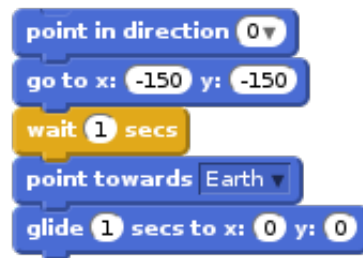 point in direction 0
go to x: -150 y: -150
wait 1 secs
point towards Earth
glide 1 secs to x: 0 y: 0